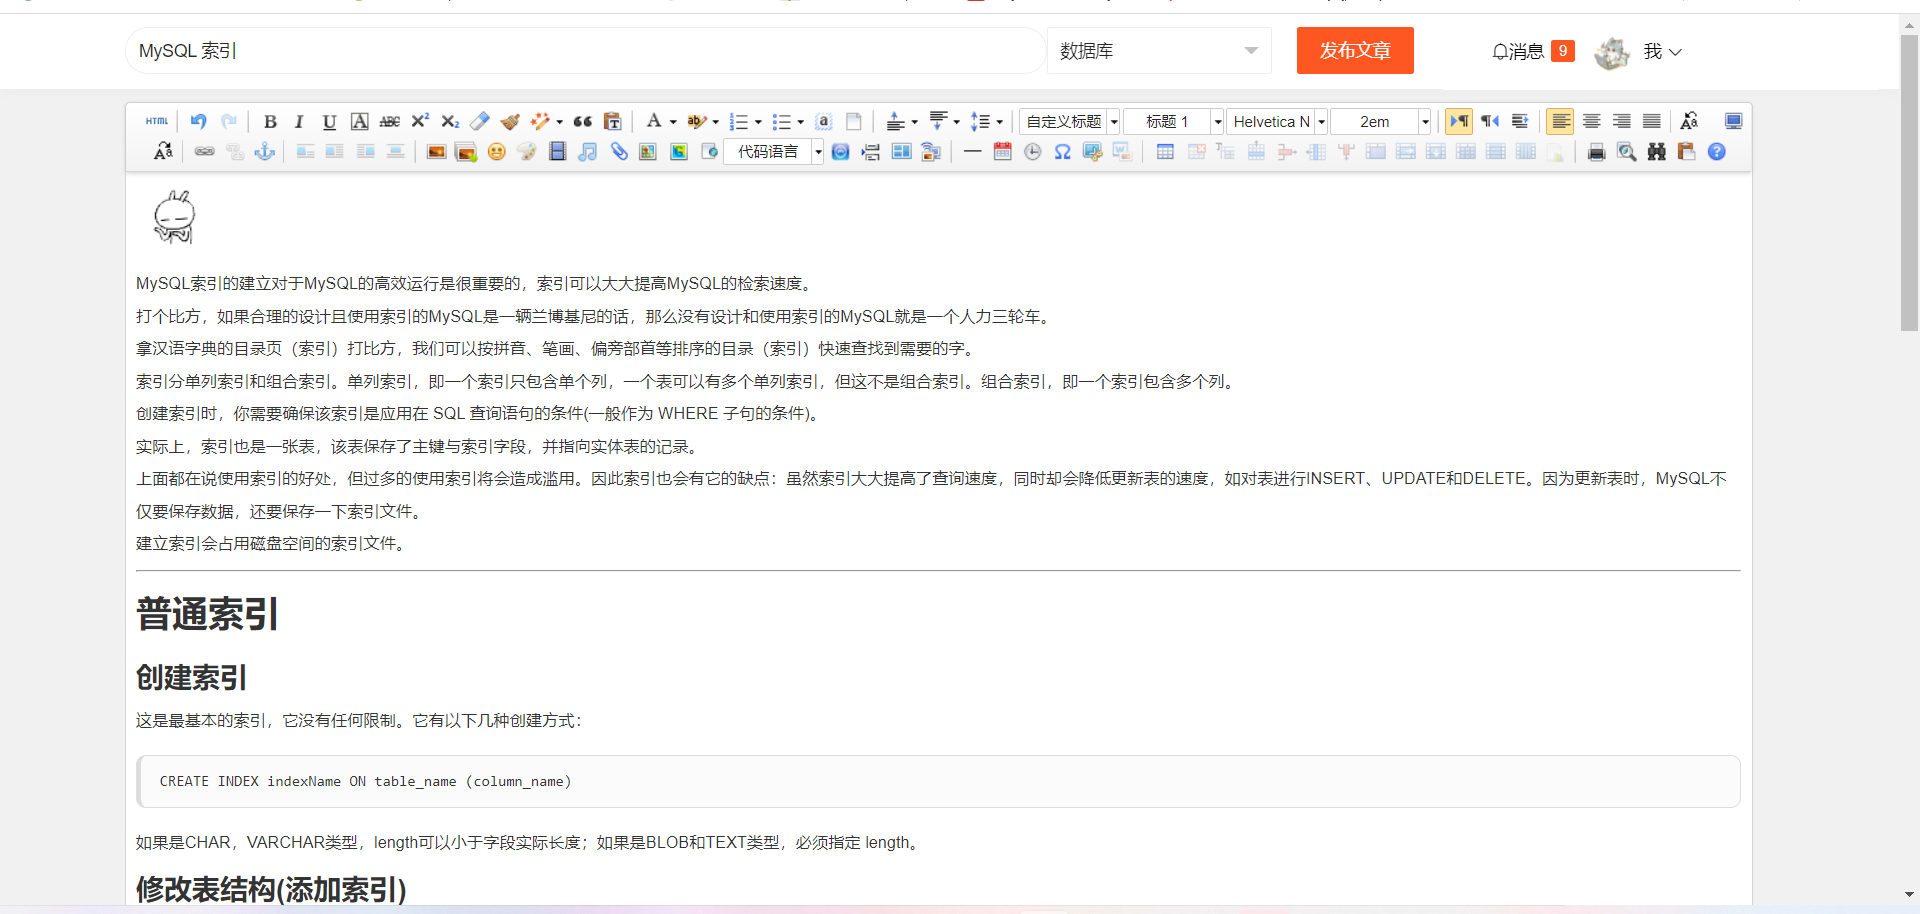 MySQL 索引
数据库
发布文章
消息 9
我
HTML
自定义标题 标题 1 Helvetica N 2em
代码语言
MySQL索引的建立对于MySQL的高效运行是很重要的，索引可以大大提高MySQL的检索速度。
打个比方，如果合理的设计且使用索引的MySQL是一辆兰博基尼的话，那么没有设计和使用索引的MySQL就是一个人力三轮车。
拿汉语字典的目录页（索引）打比方，我们可以按拼音、笔画、偏旁部首等排序的目录（索引）快速查找到需要的字。
索引分单列索引和组合索引。单列索引，即一个索引只包含单个列，一个表可以有多个单列索引，但这不是组合索引。组合索引，即一个索引包含多个列。
创建索引时，你需要确保该索引是应用在 SQL 查询语句的条件(一般作为 WHERE 子句的条件)。
实际上，索引也是一张表，该表保存了主键与索引字段，并指向实体表的记录。
上面都在说使用索引的好处，但过多的使用索引将会造成滥用。因此索引也会有它的缺点：虽然索引大大提高了查询速度，同时却会降低更新表的速度，如对表进行INSERT、UPDATE和DELETE。因为更新表时，MySQL不
仅要保存数据，还要保存一下索引文件。
建立索引会占用磁盘空间的索引文件。
普通索引
创建索引
这是最基本的索引，它没有任何限制。它有以下几种创建方式：
CREATE INDEX indexName ON table_name (column_name)
如果是CHAR，VARCHAR类型，length可以小于字段实际长度；如果是BLOB和TEXT类型，必须指定 length。
修改表结构(添加索引)